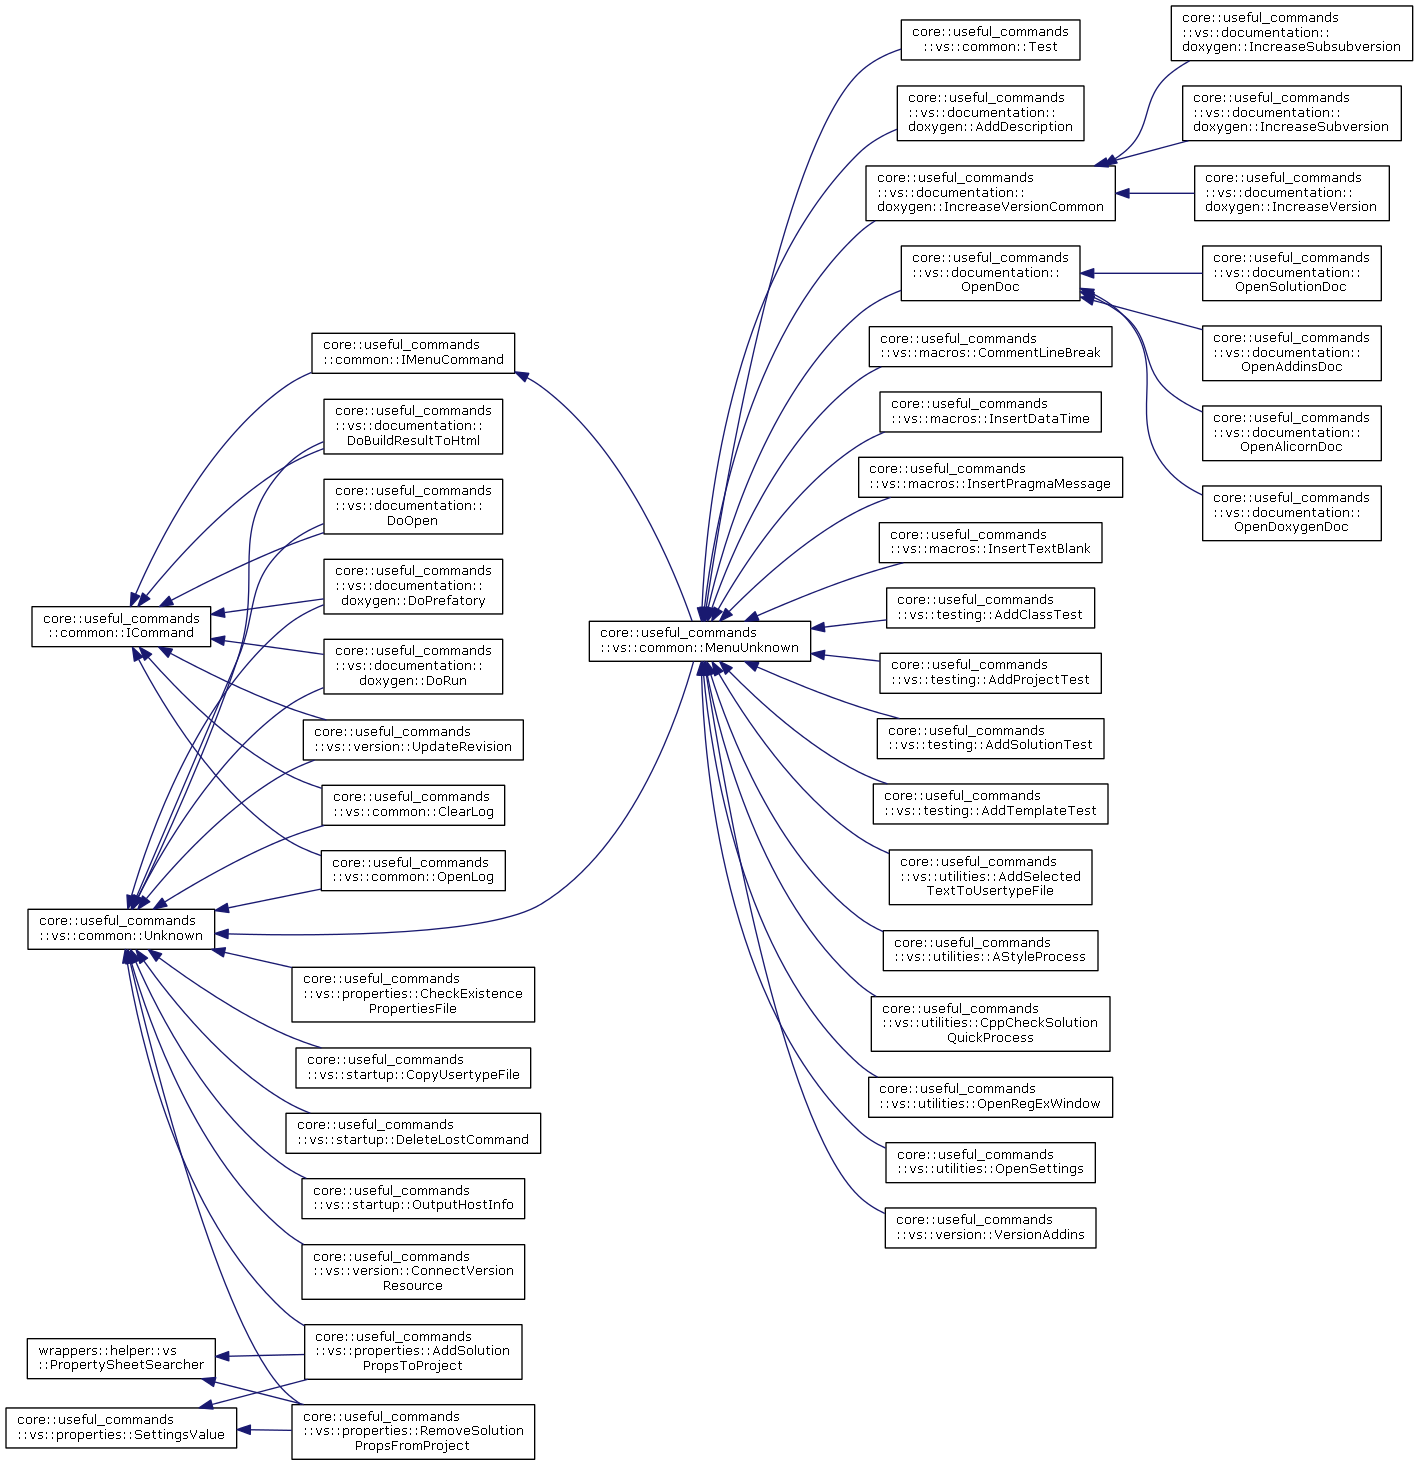 core::useful_commands
::common::ICommand
core::useful_commands
::vs::common::Unknown
wrappers::helper::vs
::PropertySheetSearcher
core::useful_commands
::vs::properties::SettingsValue
core::useful_commands
::common::IMenuCommand
core::useful_commands
::vs::documentation::
DoBuildResultToHtml
core::useful_commands
::vs::documentation::
DoOpen
core::useful_commands
::vs::documentation::
doxygen::DoPrefatory
core::useful_commands
::vs::documentation::
doxygen::DoRun
core::useful_commands
::vs::version::UpdateRevision
core::useful_commands
::vs::common::ClearLog
core::useful_commands
::vs::common::OpenLog
core::useful_commands
::vs::properties::CheckExistence
PropertiesFile
core::useful_commands
::vs::startup::CopyUsertypeFile
core::useful_commands
::vs::startup::DeleteLostCommand
core::useful_commands
::vs::startup::OutputHostInfo
core::useful_commands
::vs::version::ConnectVersion
Resource
core::useful_commands
::vs::properties::AddSolution
PropsToProject
core::useful_commands
::vs::properties::RemoveSolution
PropsFromProject
core::useful_commands
::vs::common::MenuUnknown
core::useful_commands
::vs::common::Test
core::useful_commands
::vs::documentation::
doxygen::AddDescription
core::useful_commands
::vs::documentation::
doxygen::IncreaseVersionCommon
core::useful_commands
::vs::documentation::
OpenDoc
core::useful_commands
::vs::macros::CommentLineBreak
core::useful_commands
::vs::macros::InsertDataTime
core::useful_commands
::vs::macros::InsertPragmaMessage
core::useful_commands
::vs::macros::InsertTextBlank
core::useful_commands
::vs::testing::AddClassTest
core::useful_commands
::vs::testing::AddProjectTest
core::useful_commands
::vs::testing::AddSolutionTest
core::useful_commands
::vs::testing::AddTemplateTest
core::useful_commands
::vs::utilities::AddSelected
TextToUsertypeFile
core::useful_commands
::vs::utilities::AStyleProcess
core::useful_commands
::vs::utilities::CppCheckSolution
QuickProcess
core::useful_commands
::vs::utilities::OpenRegExWindow
core::useful_commands
::vs::utilities::OpenSettings
core::useful_commands
::vs::version::VersionAddins
core::useful_commands
::vs::documentation::
doxygen::IncreaseSubsubversion
core::useful_commands
::vs::documentation::
doxygen::IncreaseSubversion
core::useful_commands
::vs::documentation::
doxygen::IncreaseVersion
core::useful_commands
::vs::documentation::
OpenSolutionDoc
core::useful_commands
::vs::documentation::
OpenAddinsDoc
core::useful_commands
::vs::documentation::
OpenAlicornDoc
core::useful_commands
::vs::documentation::
OpenDoxygenDoc